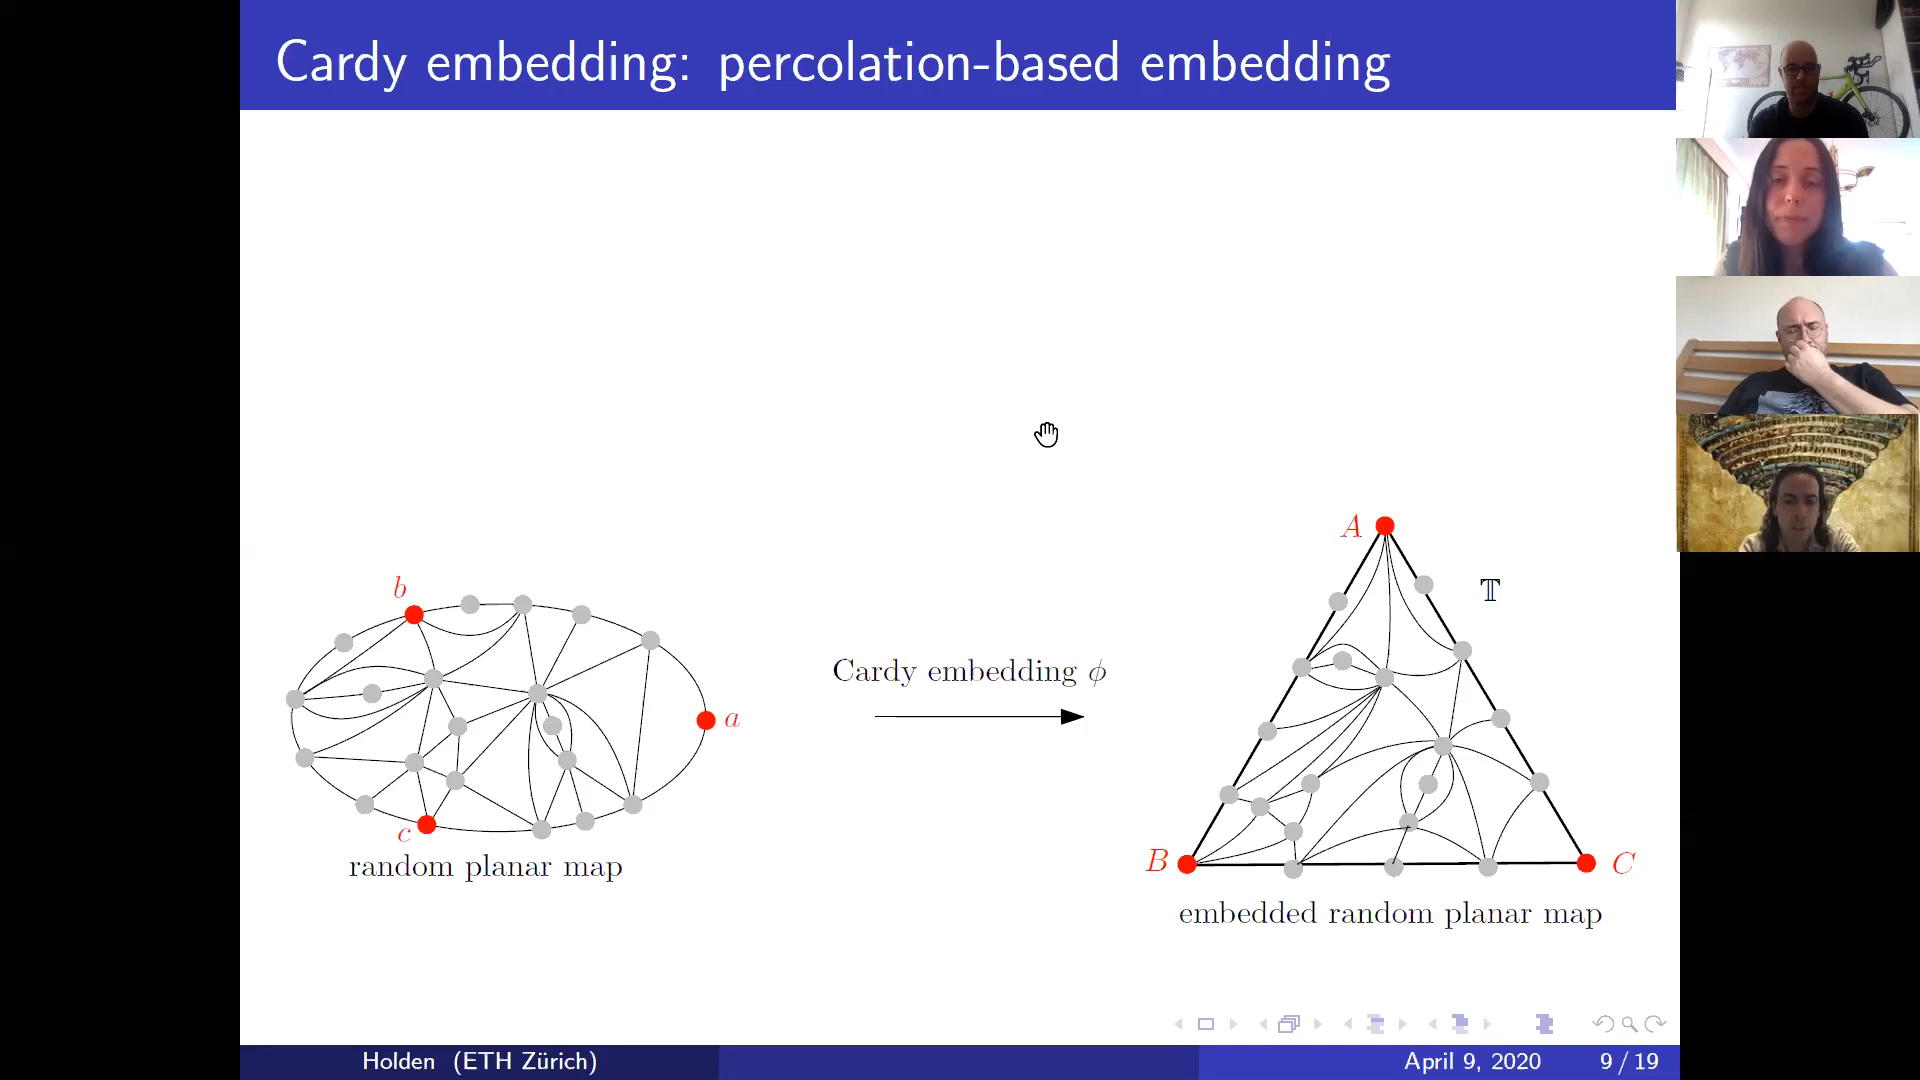 Cardy embedding: percolation-based embedding
A
𝕋
b
Cardy embedding ϕ
a
c
B
C
random planar map
embedded random planar map
Holden (ETH Zürich)
April 9, 2020
9 / 19